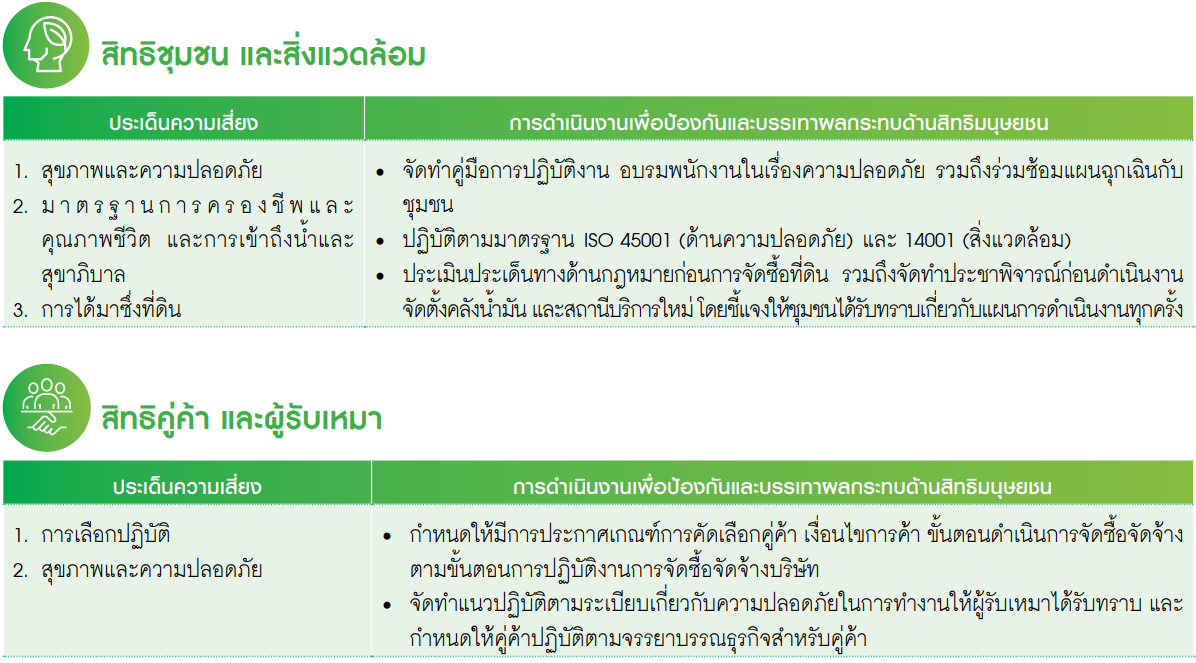 สิทธิชุมชน และสิ่งแวดล้อม
ประเด็นความเสี่ยง
การดำเนินงานเพื่อป้องกันและบรรเทาผลกระทบด้านสิทธิมนุษยชน
1. สุขภาพและความปลอดภัย
2. มาตรฐานการครองชีพและ
คุณภาพชีวิต และการเข้าถึงน้ำและ
สุขาภิบาล
3. การได้มาซึ่งที่ดิน
• จัดทำคู่มือการปฏิบัติงาน อบรมพนักงานในเรื่องความปลอดภัย รวมถึงร่วมซ้อมแผนฉุกเฉินกับ
ชุมชน
• ปฏิบัติตามมาตรฐาน ISO 45001 (ด้านความปลอดภัย) และ 14001 (สิ่งแวดล้อม)
• ประเมินประเด็นทางด้านกฎหมายก่อนการจัดซื้อที่ดิน รวมถึงจัดทำประชาพิจารณ์ก่อนดำเนินงาน
จัดตั้งคลังน้ำมัน และสถานีบริการใหม่ โดยชี้แจงให้ชุมชนได้รับทราบเกี่ยวกับแผนการดำเนินงานทุกครั้ง
สิทธิคู่ค้า และผู้รับเหมา
ประเด็นความเสี่ยง
การดำเนินงานเพื่อป้องกันและบรรเทาผลกระทบด้านสิทธิมนุษยชน
1. การเลือกปฏิบัติ
2. สุขภาพและความปลอดภัย
• กำหนดให้มีการประกาศเกณฑ์การคัดเลือกคู่ค้า เงื่อนไขการค้า ขั้นตอนดำเนินการจัดซื้อจัดจ้าง
ตามขั้นตอนการปฏิบัติงานการจัดซื้อจัดจ้างบริษัท
• จัดทำแนวปฏิบัติตามระเบียบเกี่ยวกับความปลอดภัยในการทำงานให้ผู้รับเหมาได้รับทราบ และ
กำหนดให้คู่ค้าปฏิบัติตามจรรยาบรรณธุรกิจสำหรับคู่ค้า